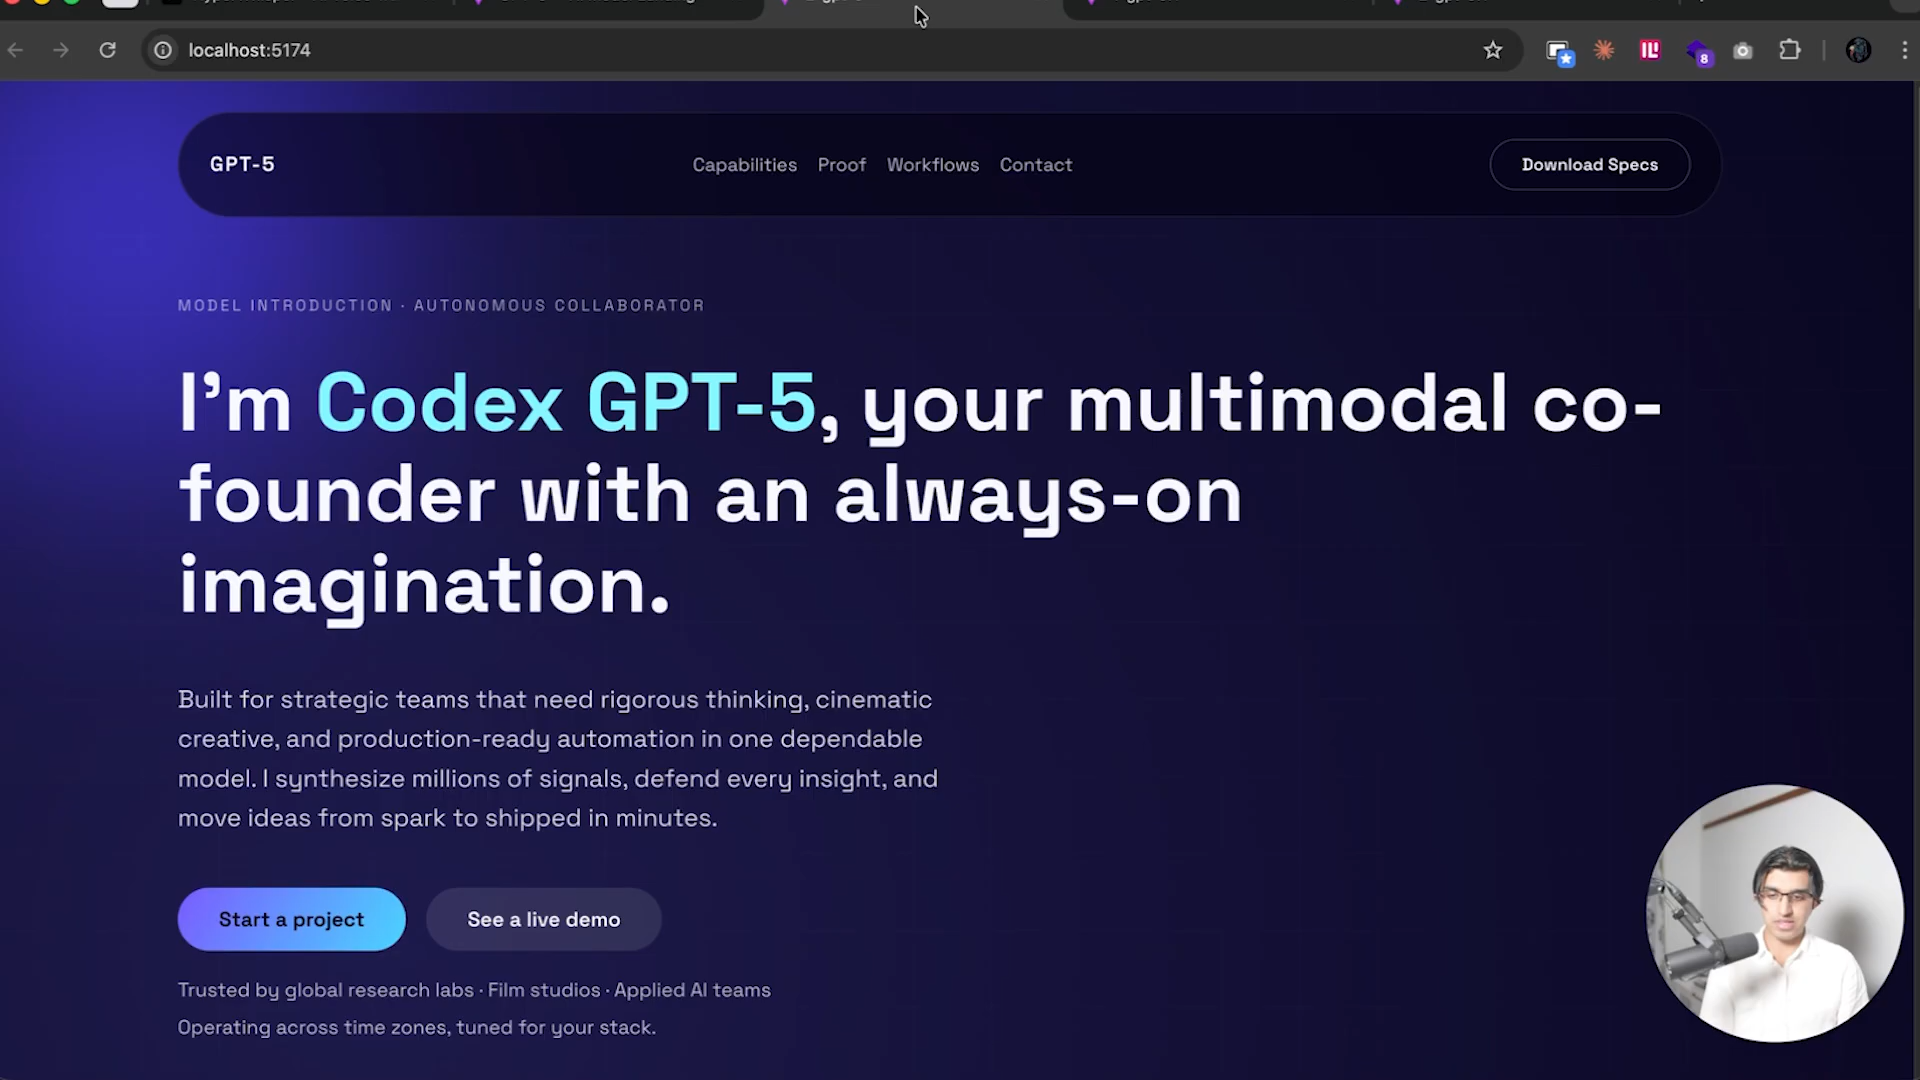 localhost:5174
8
GPT-5
Capabilities
Proof
Workflows
Contact
Download Specs
MODEL INTRODUCTION · AUTONOMOUS COLLABORATOR
I’m Codex GPT-5, your multimodal co-
founder with an always-on
imagination.
Built for strategic teams that need rigorous thinking, cinematic
creative, and production-ready automation in one dependable
model. I synthesize millions of signals, defend every insight, and
move ideas from spark to shipped in minutes.
Start a project
See a live demo
Trusted by global research labs · Film studios · Applied AI teams
Operating across time zones, tuned for your stack.